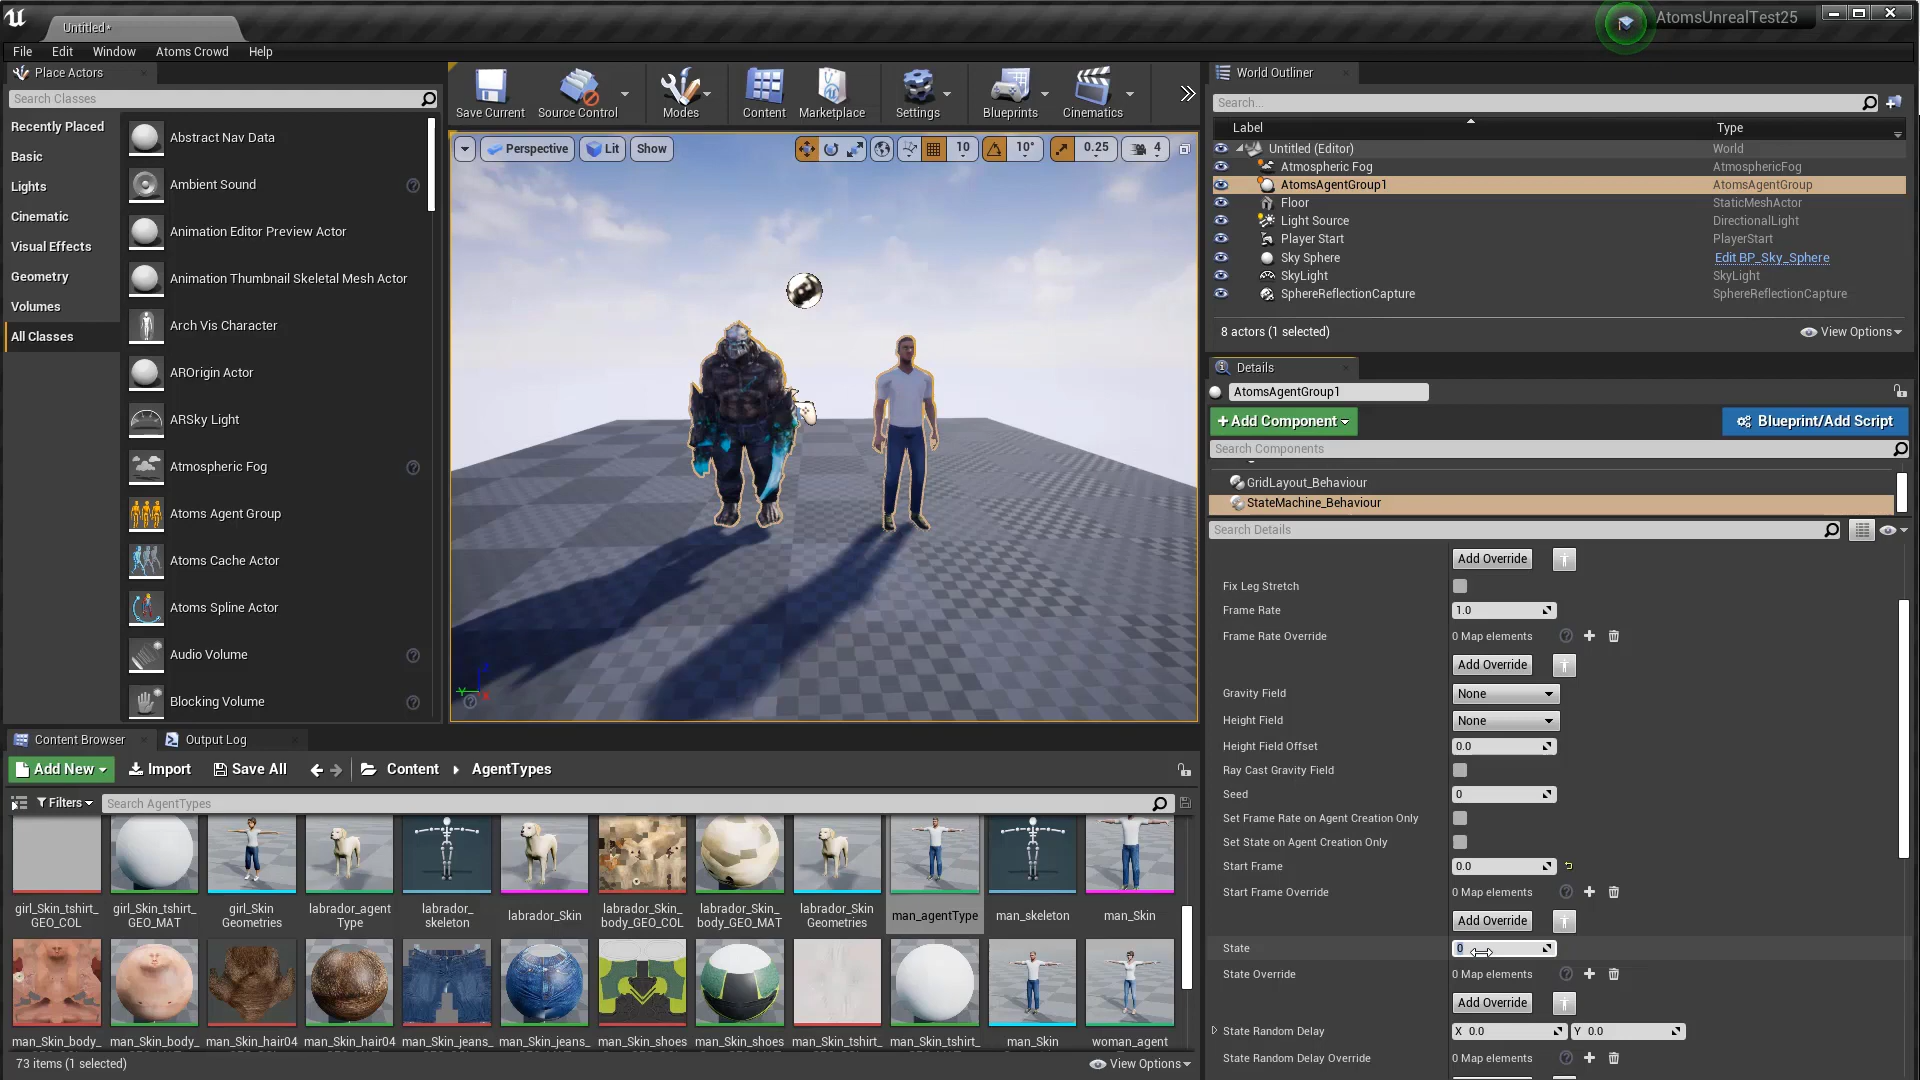 Untitled*
AtomsUnrealTest25
File Edit Window Atoms Crowd Help
Place Actors
Search Classes
Recently Placed
Basic
Lights
Cinematic
Visual Effects
Geometry
Volumes
All Classes
Abstract Nav Data
Ambient Sound
Animation Editor Preview Actor
Animation Thumbnail Skeletal Mesh Actor
Arch Vis Character
AROrigin Actor
ARSky Light
Atmospheric Fog
Atoms Agent Group
Atoms Cache Actor
Atoms Spline Actor
Audio Volume
Blocking Volume
Save Current Source Control Modes Content Marketplace Settings Blueprints Cinematics
Perspective Lit Show 10 10° 0.25 4
World Outliner
Search...
Label Type
Untitled (Editor) World
Atmospheric Fog AtmosphericFog
AtomsAgentGroup1 AtomsAgentGroup
Floor StaticMeshActor
Light Source DirectionalLight
Player Start PlayerStart
Sky Sphere Edit BP_Sky_Sphere
SkyLight SkyLight
SphereReflectionCapture SphereReflectionCapture
8 actors (1 selected) View Options
Details
AtomsAgentGroup1
+Add Component Blueprint/Add Script
Search Components
GridLayout_Behaviour
StateMachine_Behaviour
Search Details
Add Override
Fix Leg Stretch
Frame Rate 1.0
Frame Rate Override 0 Map elements
Add Override
Gravity Field None
Height Field None
Height Field Offset 0.0
Ray Cast Gravity Field
Seed 0
Set Frame Rate on Agent Creation Only
Set State on Agent Creation Only
Start Frame 0.0
Start Frame Override 0 Map elements
Add Override
State 0
State Override 0 Map elements
Add Override
State Random Delay X 0.0 Y 0.0
State Random Delay Override 0 Map elements
Content Browser Output Log
Add New Import Save All Content AgentTypes
Filters Search AgentTypes
girl_Skin_tshirt_ girl_Skin_tshirt_ girl_Skin labrador_agent labrador_ labrador_Skin labrador_Skin_ labrador_Skin_ labrador_Skin man_agentType man_skeleton man_Skin
GEO_COL GEO_MAT Geometries Type skeleton body_GEO_COL body_GEO_MAT Geometries
man_Skin_body_ man_Skin_body_ man_Skin_hair04 man_Skin_hair04 man_Skin_jeans_ man_Skin_jeans_ man_Skin_shoes man_Skin_shoes man_Skin_tshirt_ man_Skin_tshirt_ man_Skin woman_agent
73 items (1 selected) View Options